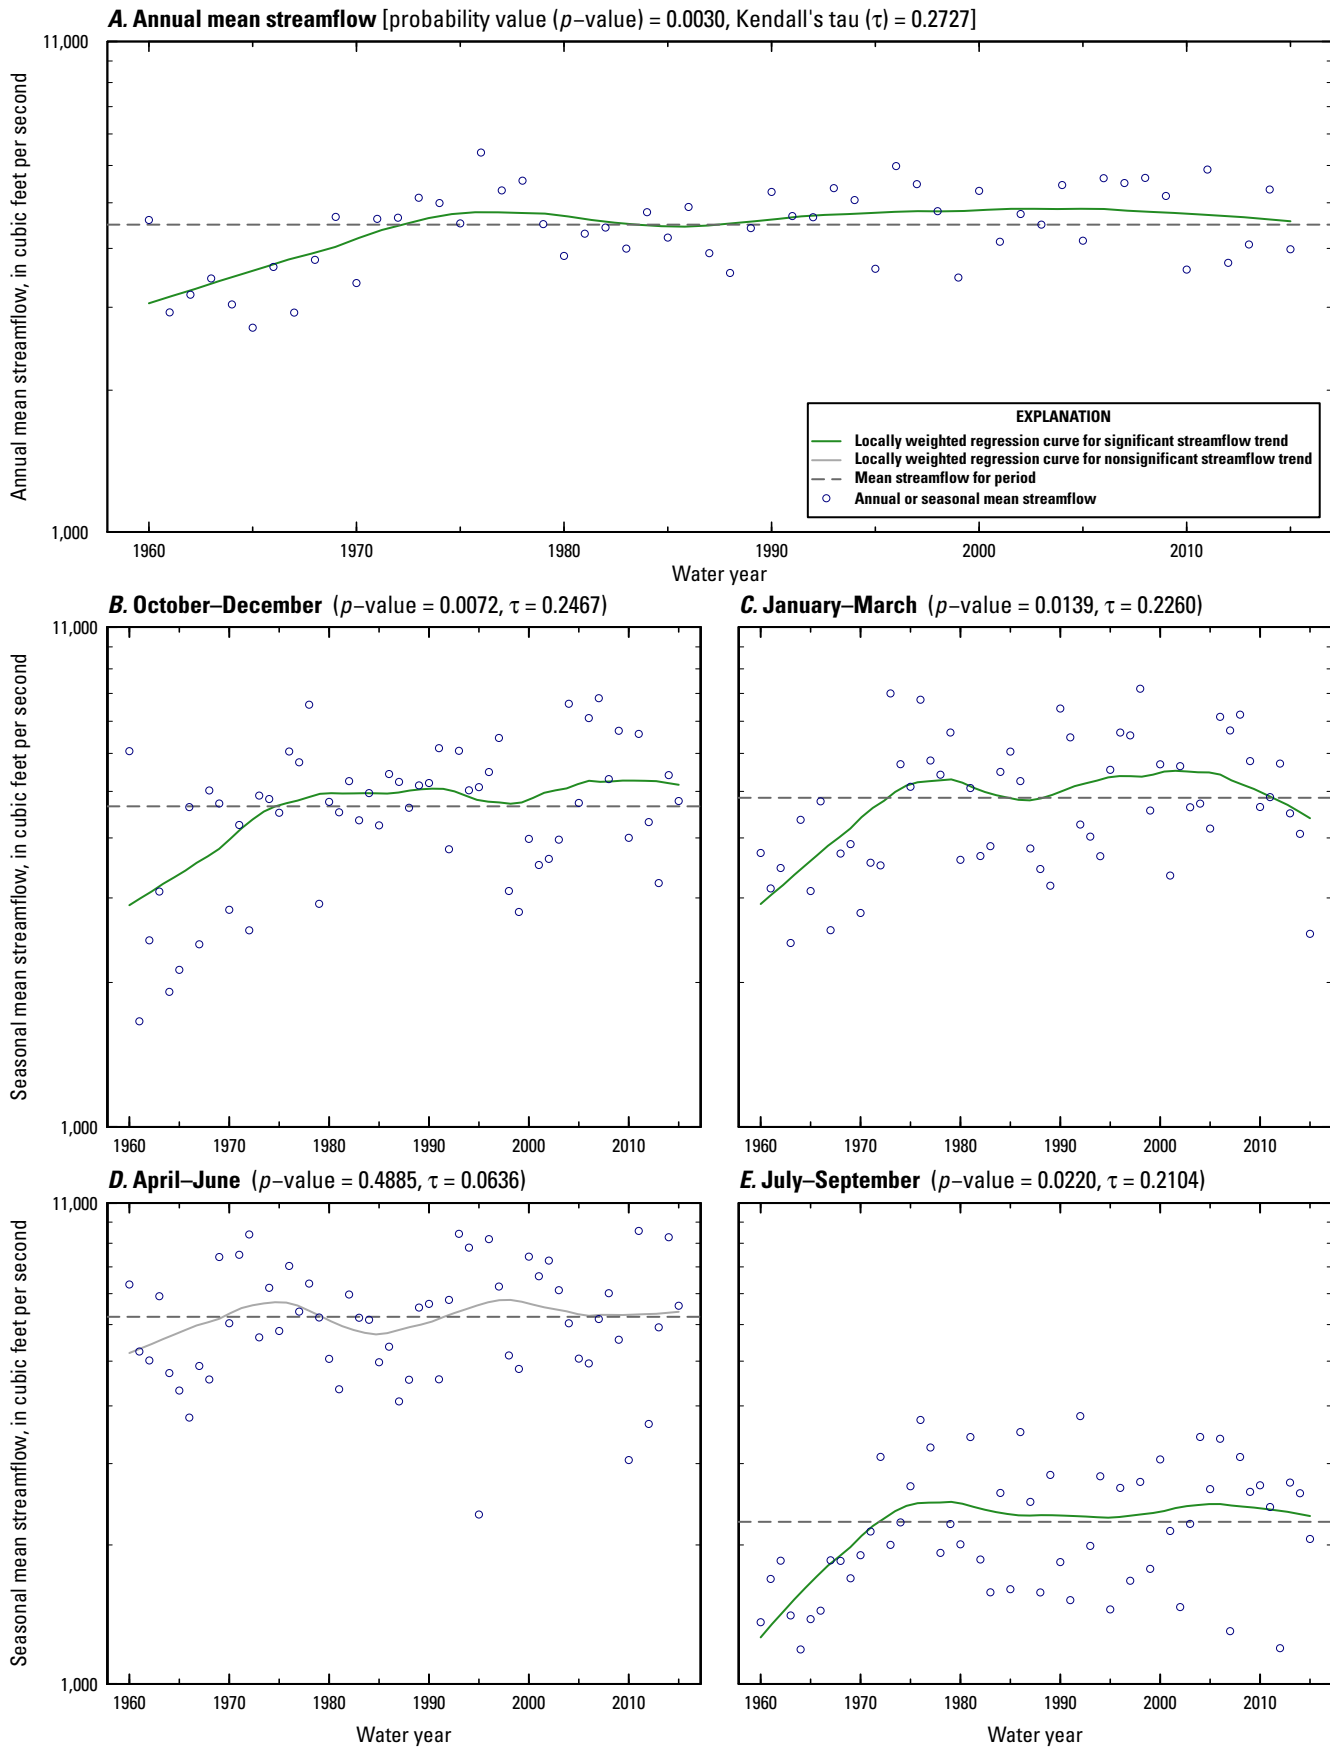 A. Annual mean streamflow [probability value (p−value) = 0.0030, Kendall's tau (τ) = 0.2727]
11,000
1,000
Annual mean streamflow, in cubic feet per second
EXPLANATION
Locally weighted regression curve for significant streamflow trend
Locally weighted regression curve for nonsignificant streamflow trend
Mean streamflow for period
Annual or seasonal mean streamflow
1960 1970 1980 1990 2000 2010
Water year
B. October–December (p−value = 0.0072, τ = 0.2467)
11,000
1,000
Seasonal mean streamflow, in cubic feet per second
1960 1970 1980 1990 2000 2010
C. January–March (p−value = 0.0139, τ = 0.2260)
1960 1970 1980 1990 2000 2010
D. April–June (p−value = 0.4885, τ = 0.0636)
11,000
1,000
Seasonal mean streamflow, in cubic feet per second
1960 1970 1980 1990 2000 2010
Water year
E. July–September (p−value = 0.0220, τ = 0.2104)
1960 1970 1980 1990 2000 2010
Water year